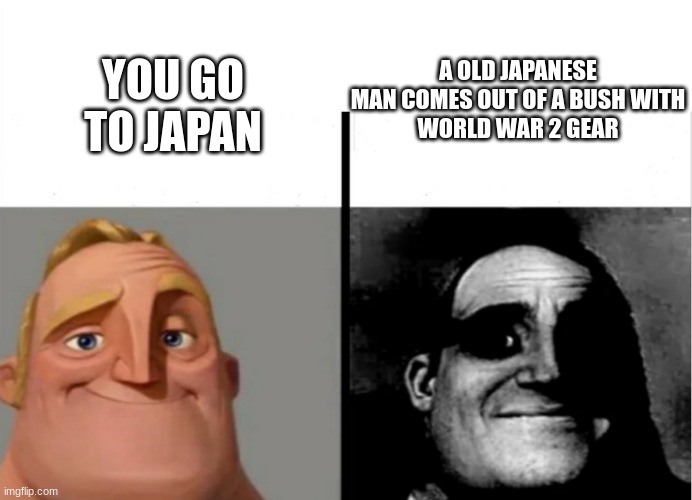 YOU GO
TO JAPAN
A OLD JAPANESE
MAN COMES OUT OF A BUSH WITH
WORLD WAR 2 GEAR
imgflip.com